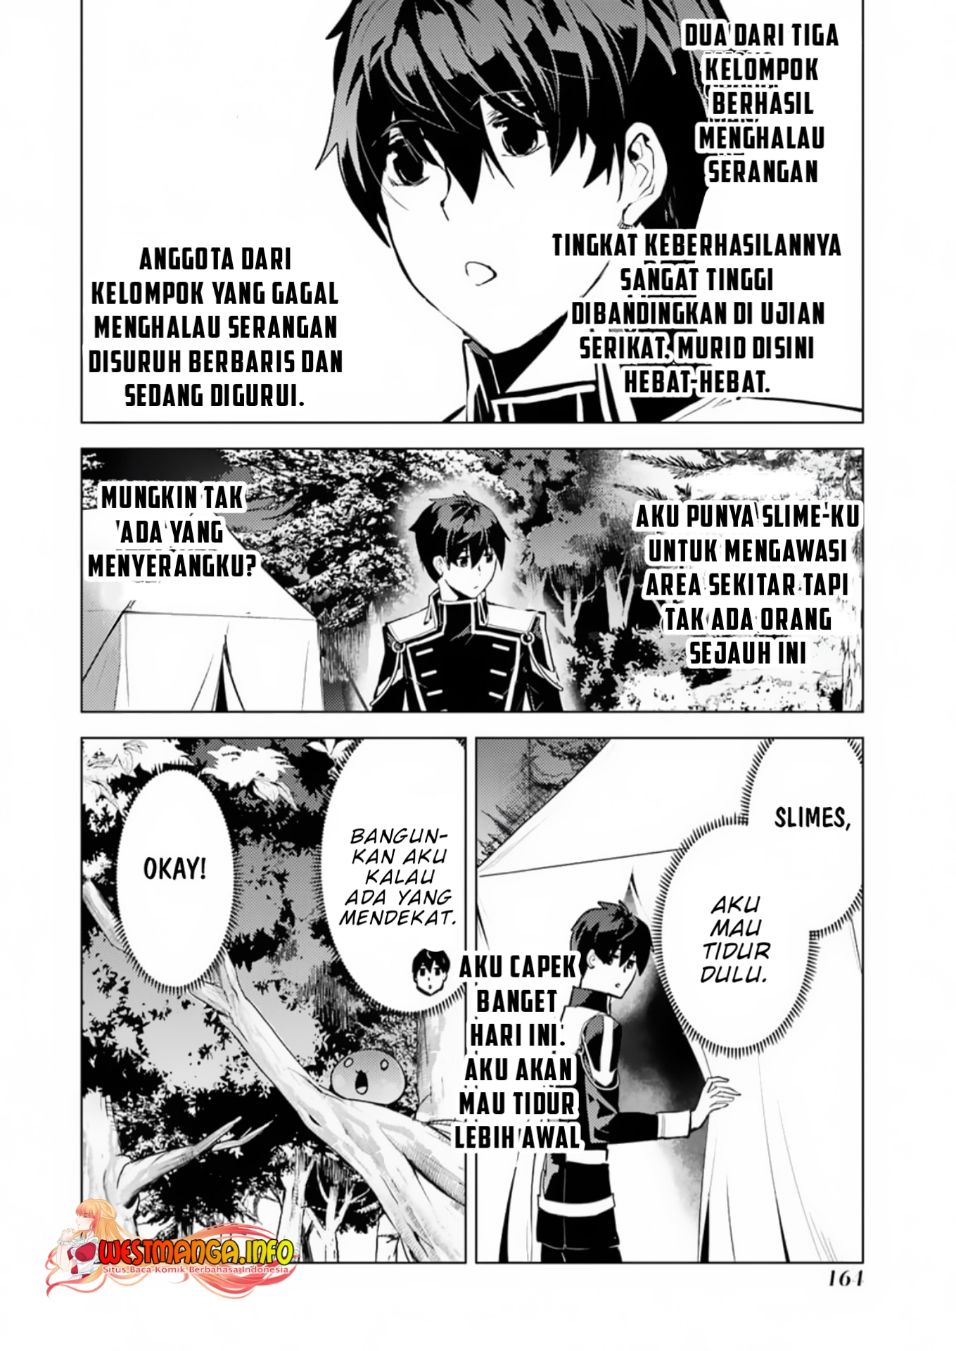 DUA DARI TIGA
KELOMPOK
BERHASIL
MENGHALAU
SERANGAN
TINGKAT KEBERHASILANNYA
SANGAT TINGGI
DIBANDINGKAN DI UJIAN
SERIKAT. MURID DISINI
HEBAT-HEBAT.
ANGGOTA DARI
KELOMPOK YANG GAGAL
MENGHALAU SERANGAN
DISURUH BERBARIS DAN
SEDANG DIGURUI.
AKU PUNYA SLIME-KU
UNTUK MENGAWASI
AREA SEKITAR TAPI
TAK ADA ORANG
SEJAUH INI
MUNGKIN TAK
ADA YANG
MENYERANGKU?
SLIMES,
AKU
MAU
TIDUR
DULU.
AKU CAPEK
BANGET
HARI INI.
AKU AKAN
MAU TIDUR
LEBIH AWAL
BANGUN-
KAN AKU
KALAU
ADA YANG
MENDEKAT.
OKAY!
WESTMANGA.INFO
Situs Baca Komik Berbahasa Indonesia
164